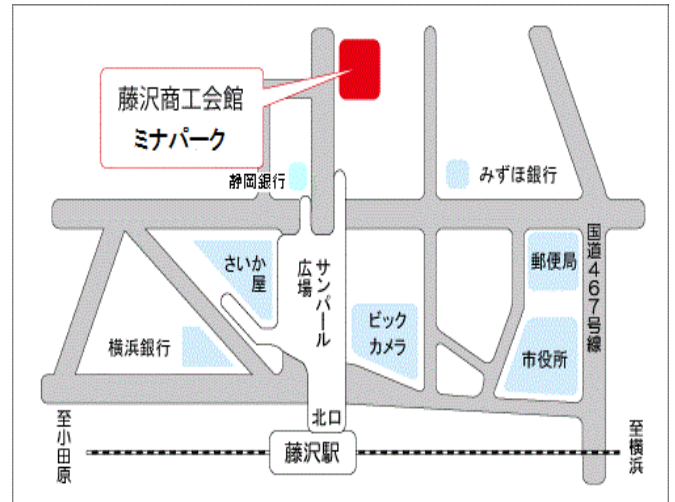 藤沢商工会館
ミナパーク
静岡銀行
みずほ銀行
さいか
屋
サンパール
広場
郵便局
国道467号線
ビック
カメラ
横浜銀行
市役所
北口
至小田原
藤沢駅
至横浜